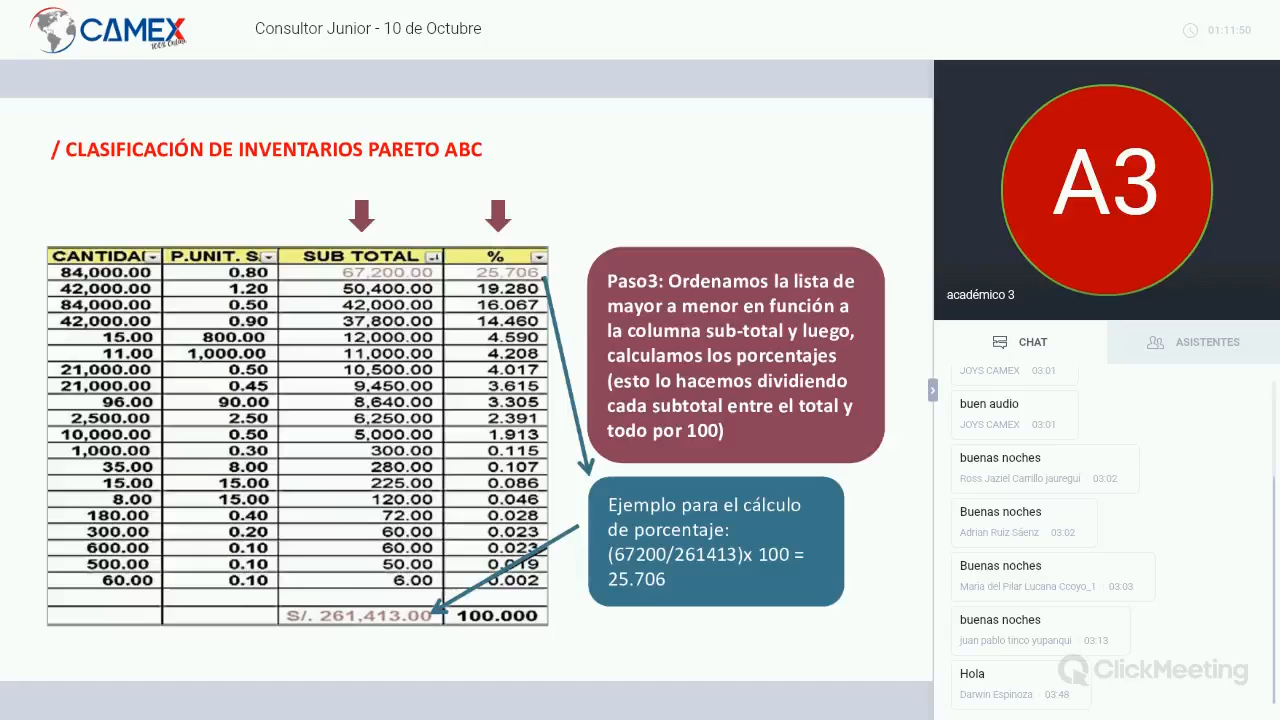 CAMEX
100% Online
Consultor Junior - 10 de Octubre
01:11:50
/ CLASIFICACIÓN DE INVENTARIOS PARETO ABC
CANTIDA P.UNIT. S. SUB TOTAL %
84,000.00 0.80 67,200.00 25.706
42,000.00 1.20 50,400.00 19.280
84,000.00 0.50 42,000.00 16.067
42,000.00 0.90 37,800.00 14.460
15.00 800.00 12,000.00 4.590
11.00 1,000.00 11,000.00 4.208
21,000.00 0.50 10,500.00 4.017
21,000.00 0.45 9,450.00 3.615
96.00 90.00 8,640.00 3.305
2,500.00 2.50 6,250.00 2.391
10,000.00 0.50 5,000.00 1.913
1,000.00 0.30 300.00 0.115
35.00 8.00 280.00 0.107
15.00 15.00 225.00 0.086
8.00 15.00 120.00 0.046
180.00 0.40 72.00 0.028
300.00 0.20 60.00 0.023
600.00 0.10 60.00 0.023
500.00 0.10 50.00 0.019
60.00 0.10 6.00 0.002
S/. 261,413.00 100.000
Paso3: Ordenamos la lista de
mayor a menor en función a
la columna sub-total y luego,
calculamos los porcentajes
(esto lo hacemos dividiendo
cada subtotal entre el total y
todo por 100)
Ejemplo para el cálculo
de porcentaje:
(67200/261413)x 100 =
25.706
A3
académico 3
CHAT
ASISTENTES
JOYS CAMEX 03:01
buen audio
JOYS CAMEX 03:01
buenas noches
Ross Jaziel Carrillo jauregui 03:02
Buenas noches
Adrian Ruiz Sáenz 03:02
Buenas noches
Maria del Pilar Lucana Ccoyo_1 03:03
buenas noches
juan pablo tinco yupanqui 03:13
Hola
Darwin Espinoza 03:48
ClickMeeting